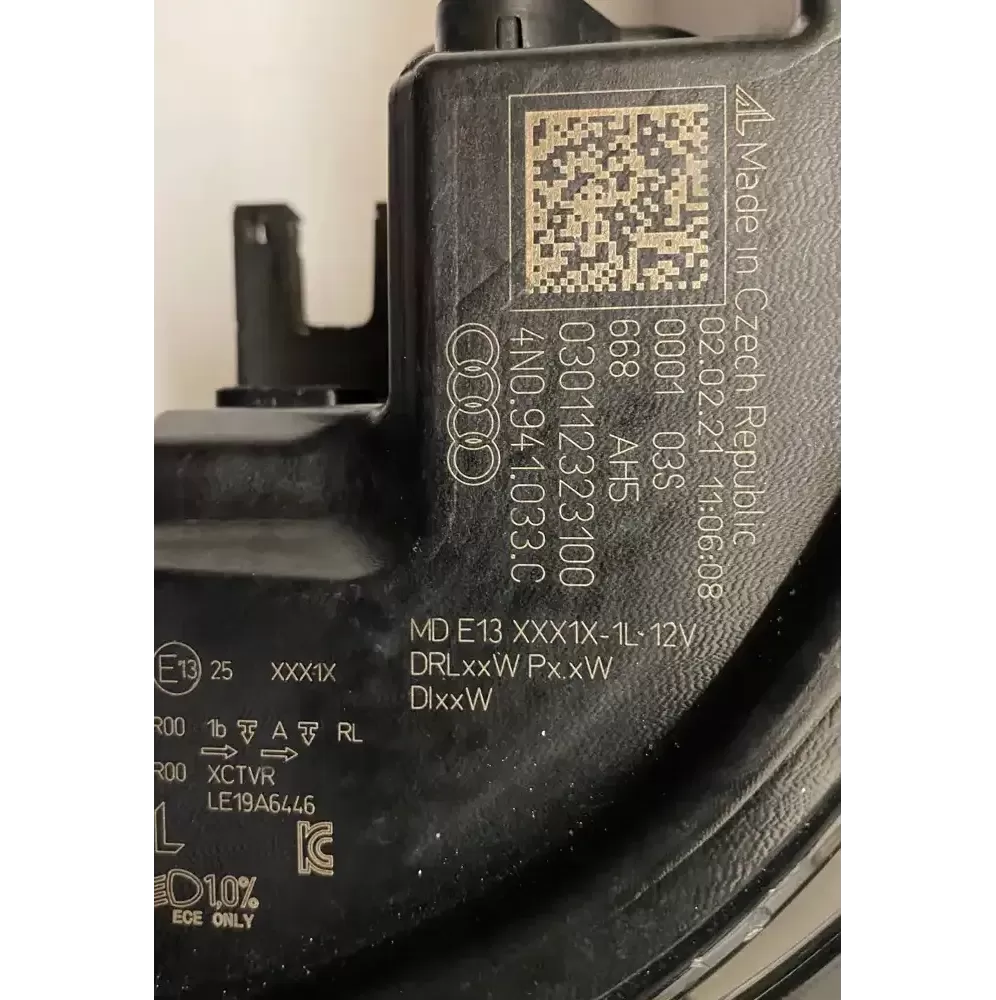 AL Made in Czech Republic
02.02.21 11:06:08
0001 03S
668 AH5
030112323100
4N0.941.033.C
MD E13 XXX1X-1L-12V
DRLxxW Px.xW
DIxxW
E13 25 XXX1X
R00 1b A RL
R00 XCTVR
LE19A6446
L
1,0%
ECE ONLY